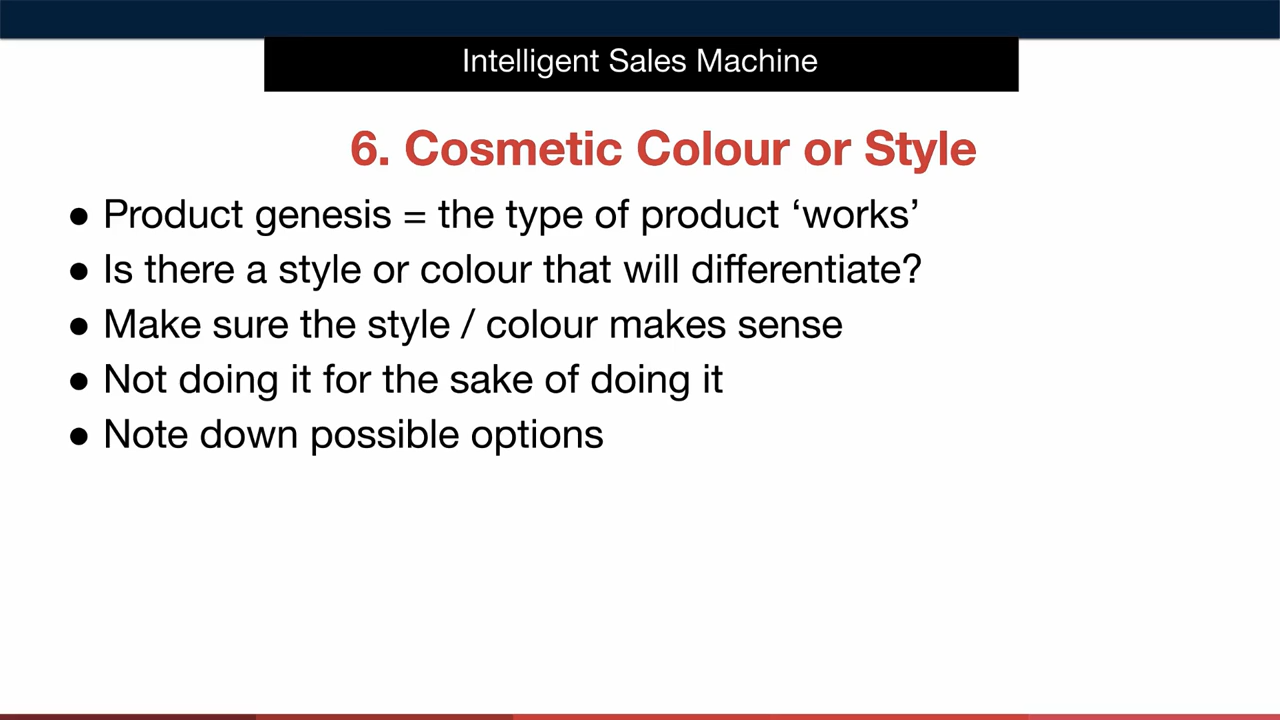 Intelligent Sales Machine
6. Cosmetic Colour or Style
● Product genesis = the type of product ‘works’
● Is there a style or colour that will differentiate?
● Make sure the style / colour makes sense
● Not doing it for the sake of doing it
● Note down possible options